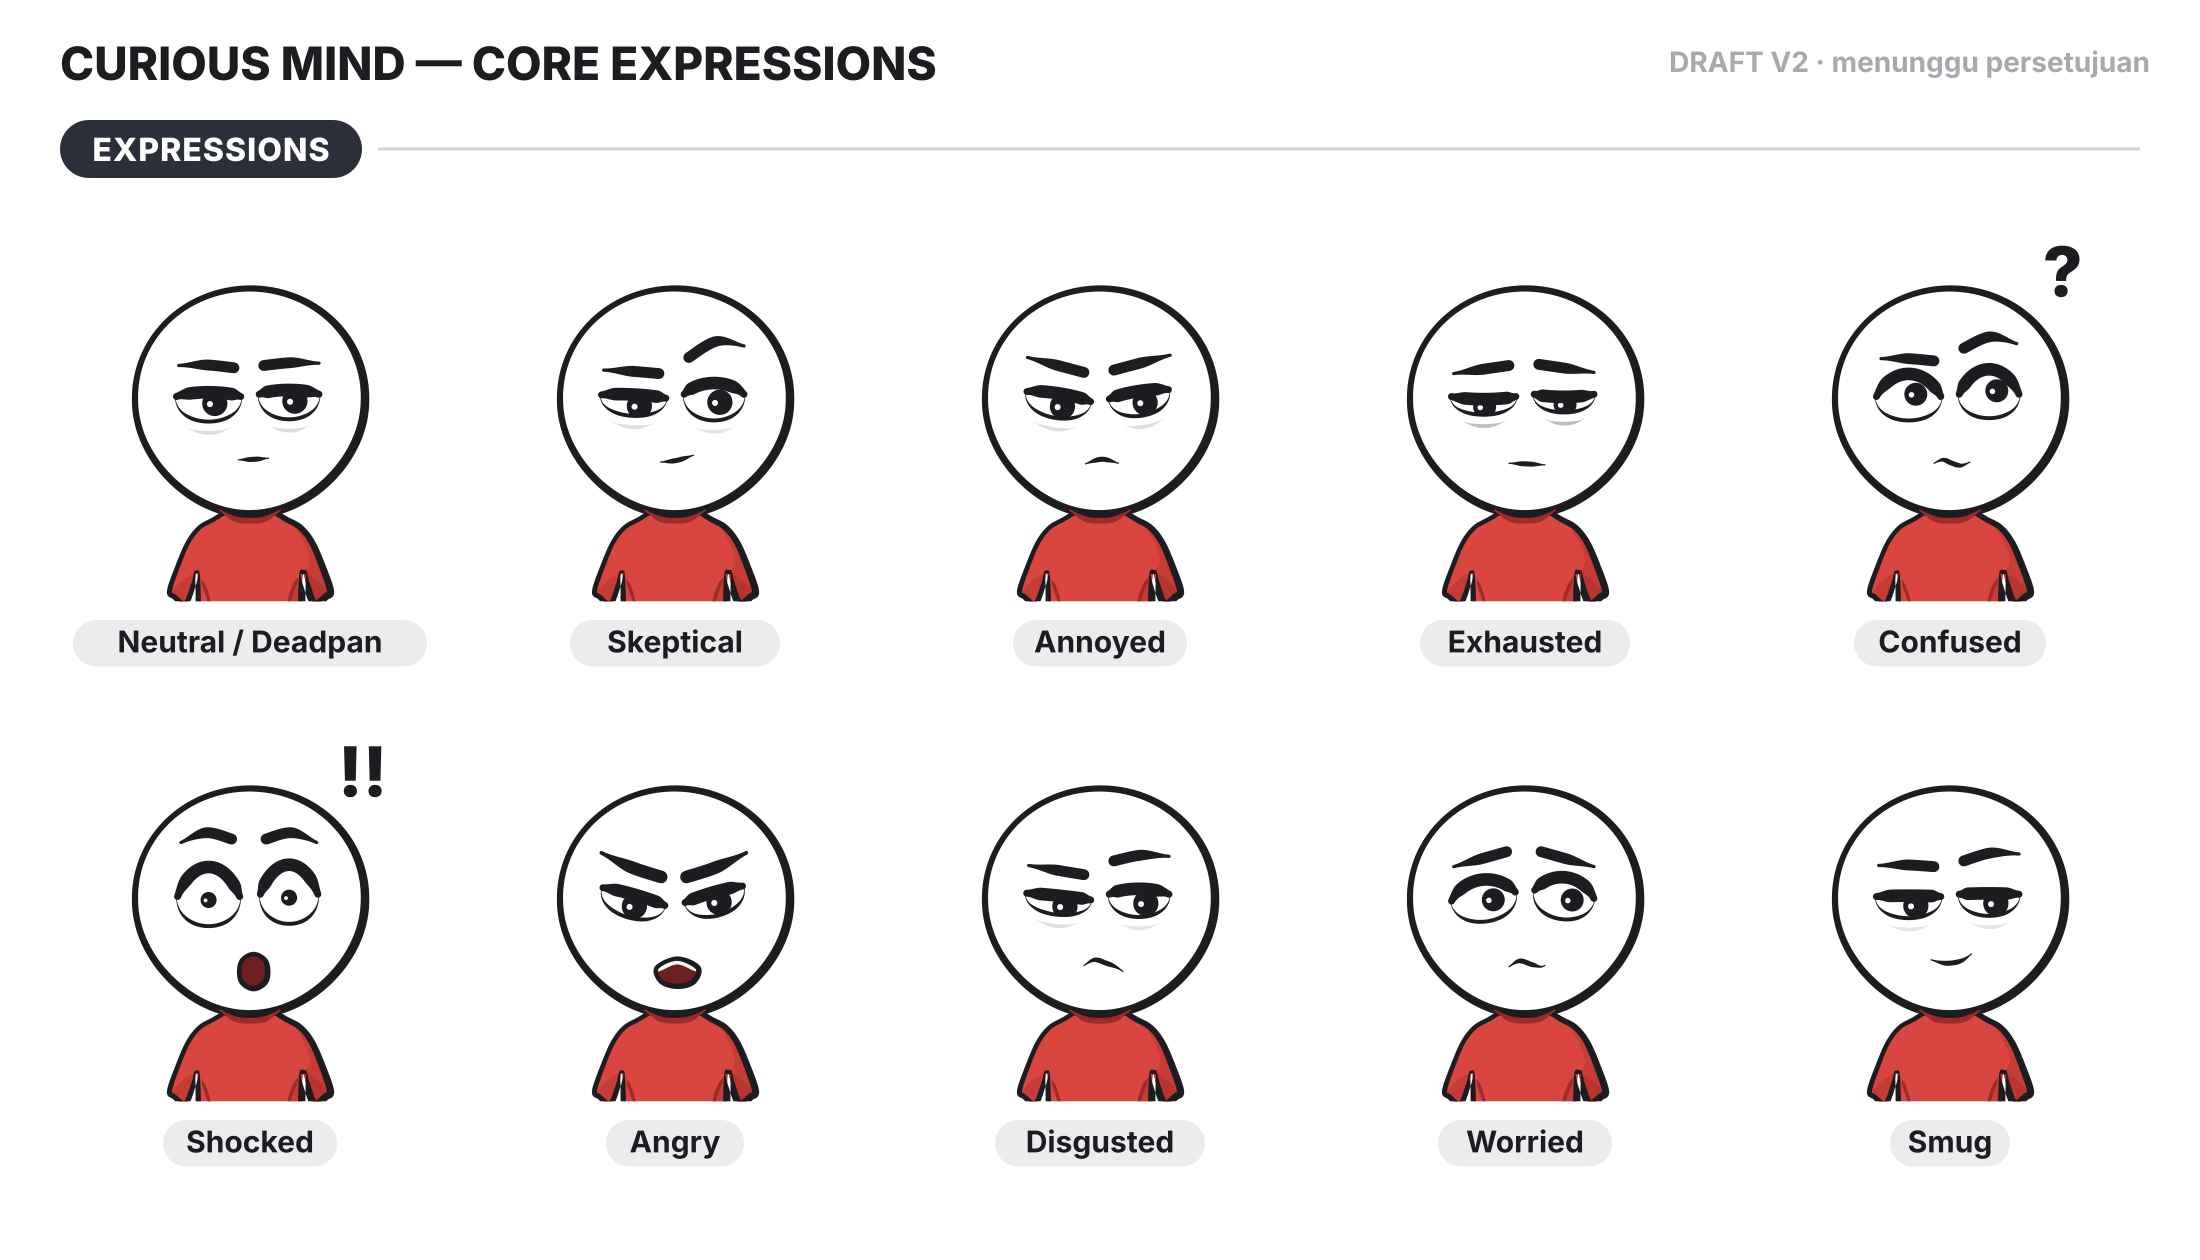 CURIOUS MIND — CORE EXPRESSIONS
DRAFT V2 · menunggu persetujuan
EXPRESSIONS
?
Neutral / Deadpan
Skeptical
Annoyed
Exhausted
Confused
!!
Shocked
Angry
Disgusted
Worried
Smug